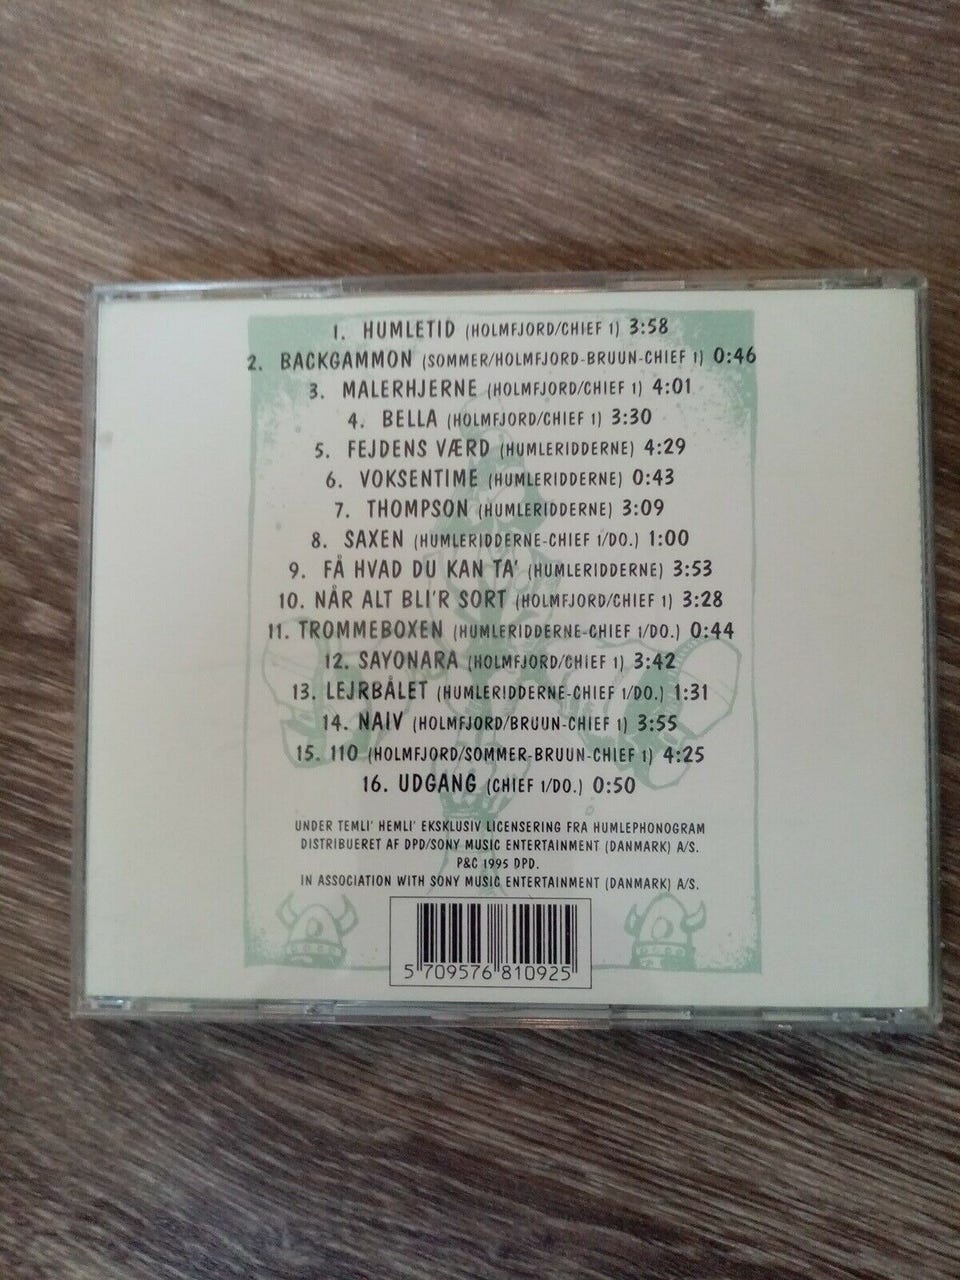 1. HUMLETID (HOLMFJORD/CHIEF 1) 3:58
2. BACKGAMMON (SOMMER/HOLMFJORD-BRUUN-CHIEF 1) 0:46
3. MALERHJERNE (HOLMFJORD/CHIEF 1) 4:01
4. BELLA (HOLMFJORD/CHIEF 1) 3:30
5. FEJDENS VÆRD (HUMLERIDDERNE) 4:29
6. VOKSENTIME (HUMLERIDDERNE) 0:43
7. THOMPSON (HUMLERIDDERNE) 3:09
8. SAXEN (HUMLERIDDERNE-CHIEF 1/DO.) 1:00
9. FÅ HVAD DU KAN TA' (HUMLERIDDERNE) 3:53
10. NÅR ALT BLI'R SORT (HOLMFJORD/CHIEF 1) 3:28
11. TROMMEBOXEN (HUMLERIDDERNE-CHIEF 1/DO.) 0:44
12. SAYONARA (HOLMFJORD/CHIEF 1) 3:42
13. LEJRBÅLET (HUMLERIDDERNE-CHIEF 1/DO.) 1:31
14. NAIV (HOLMFJORD/BRUUN-CHIEF 1) 3:55
15. 110 (HOLMFJORD/SOMMER-BRUUN-CHIEF 1) 4:25
16. UDGANG (CHIEF 1/DO.) 0:50
UNDER TEMLI' HEMLI' EKSKLUSIV LICENSERING FRA HUMLEPHONOGRAM
DISTRIBUERET AF DPD/SONY MUSIC ENTERTAINMENT (DANMARK) A/S.
P&C 1995 DPD.
IN ASSOCIATION WITH SONY MUSIC ENTERTAINMENT (DANMARK) A/S.
5 709576 810925